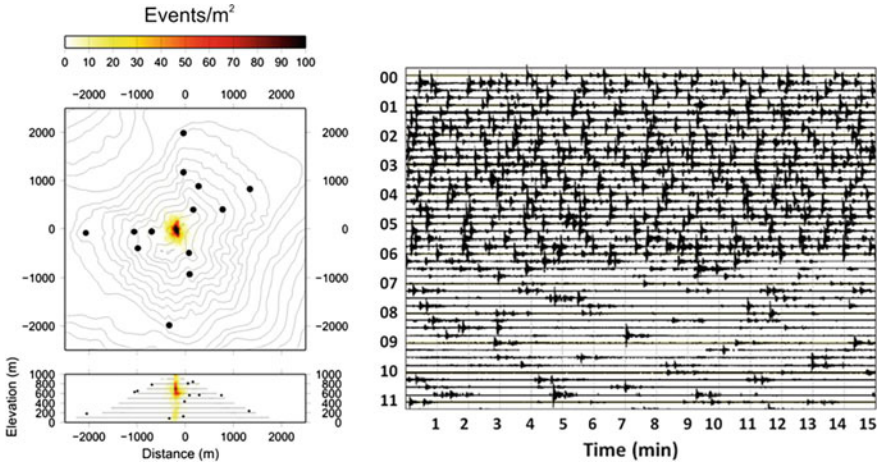 Events/m²
0 10 20 30 40 50 60 70 80 90 100
−2000 −1000 0 1000 2000
2000 2000
1000 1000
0 0
−1000 −1000
−2000 −2000
Elevation (m)
1000 1000
800 800
600 600
400 400
200 200
0 0
−2000 −1000 0 1000 2000
Distance (m)
00
01
02
03
04
05
06
07
08
09
10
11
1 2 3 4 5 6 7 8 9 10 11 12 13 14 15
Time (min)